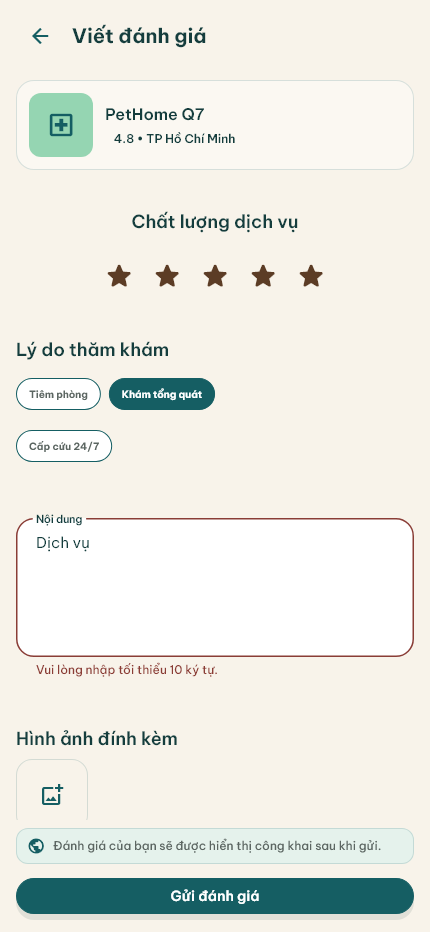 Viết đánh giá
PetHome Q7
4.8 • TP Hồ Chí Minh
Chất lượng dịch vụ
Lý do thăm khám
Tiêm phòng
Khám tổng quát
Cấp cứu 24/7
Nội dung
Dịch vụ
Vui lòng nhập tối thiểu 10 ký tự.
Hình ảnh đính kèm
Đánh giá của bạn sẽ được hiển thị công khai sau khi gửi.
Gửi đánh giá